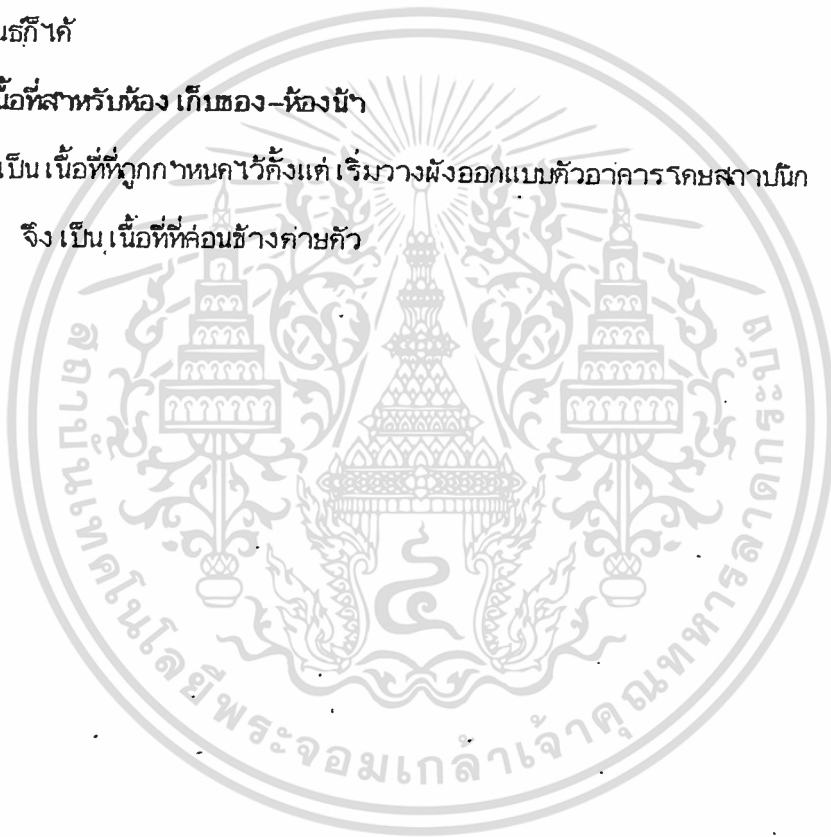 นธ์ก็ได้
นื้อที่สำหรับห้องเก็บของ-ห้องน้ำ
เป็นเนื้อที่ที่ถูกกำหนดไว้ตั้งแต่เริ่มวางผังออกแบบตัวอาคารโดยสถาปนิก
จึงเป็นเนื้อที่ที่ค่อนข้างตายตัว
สถาบันเทคโนโลยีพระจอมเกล้าเจ้าคุณทหารลาดกระบัง